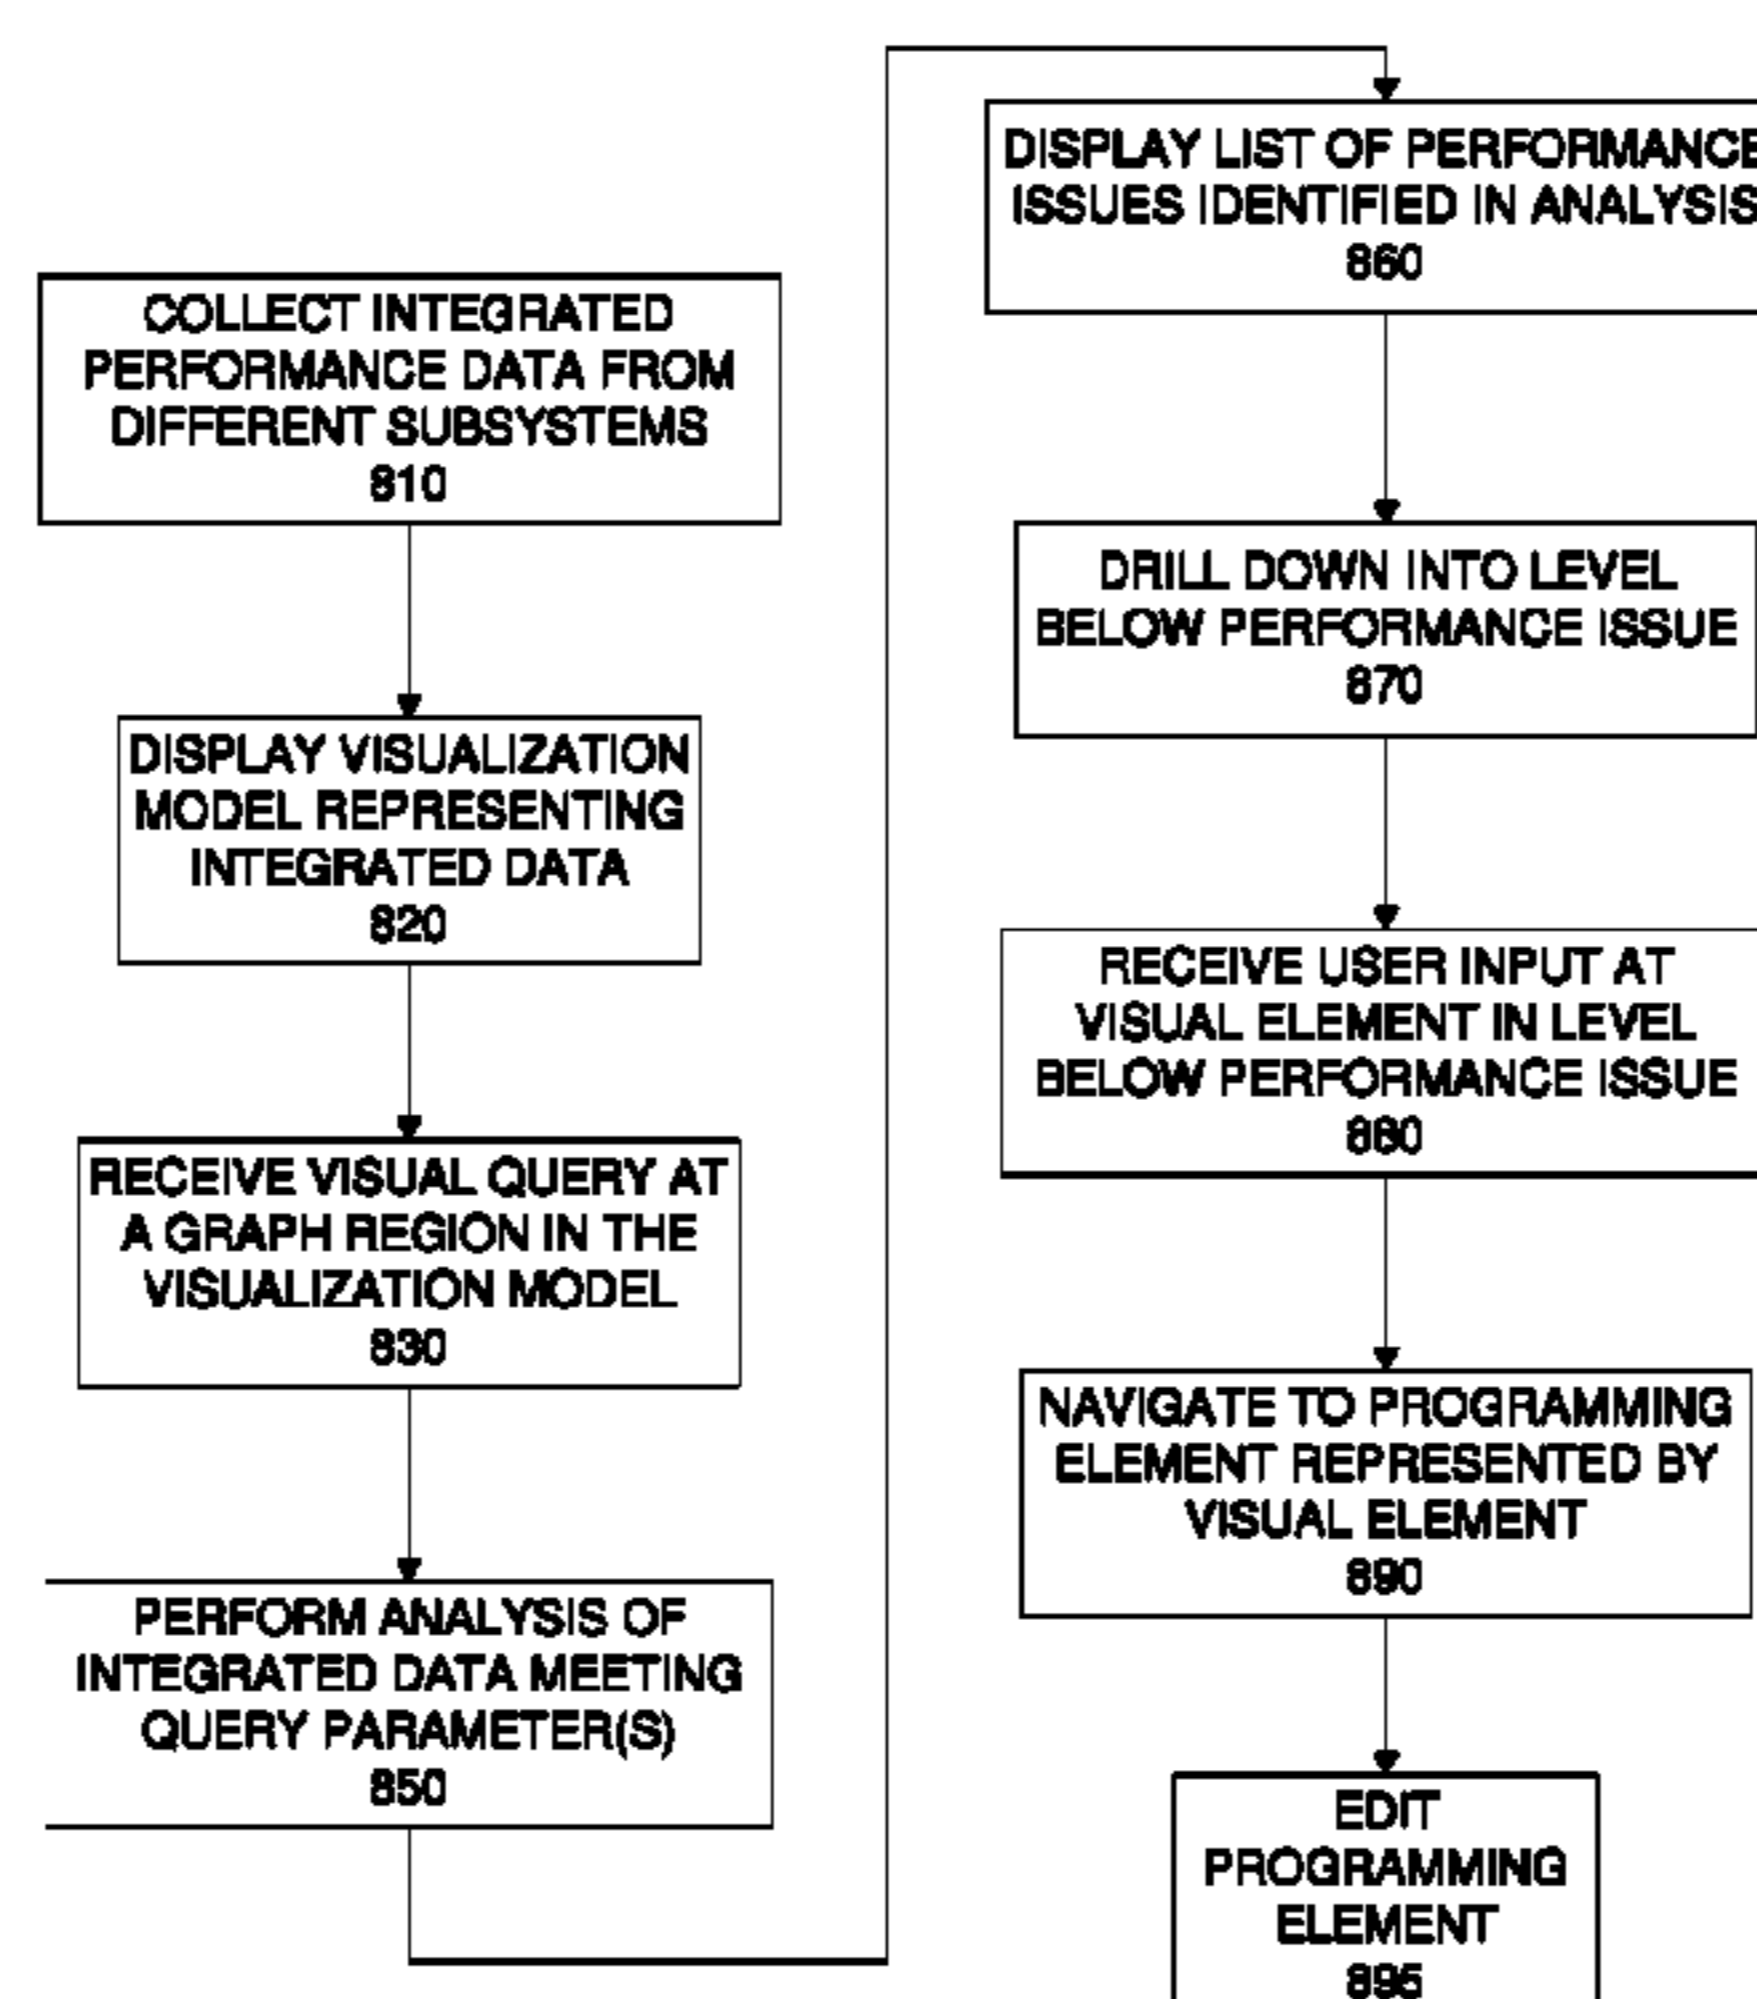 COLLECT INTEGRATED
PERFORMANCE DATA FROM
DIFFERENT SUBSYSTEMS
810
DISPLAY VISUALIZATION
MODEL REPRESENTING
INTEGRATED DATA
820
RECEIVE VISUAL QUERY AT
A GRAPH REGION IN THE
VISUALIZATION MODEL
830
PERFORM ANALYSIS OF
INTEGRATED DATA MEETING
QUERY PARAMETER(S)
850
DISPLAY LIST OF PERFORMANCE
ISSUES IDENTIFIED IN ANALYSIS
860
DRILL DOWN INTO LEVEL
BELOW PERFORMANCE ISSUE
870
RECEIVE USER INPUT AT
VISUAL ELEMENT IN LEVEL
BELOW PERFORMANCE ISSUE
880
NAVIGATE TO PROGRAMMING
ELEMENT REPRESENTED BY
VISUAL ELEMENT
890
EDIT
PROGRAMMING
ELEMENT
895